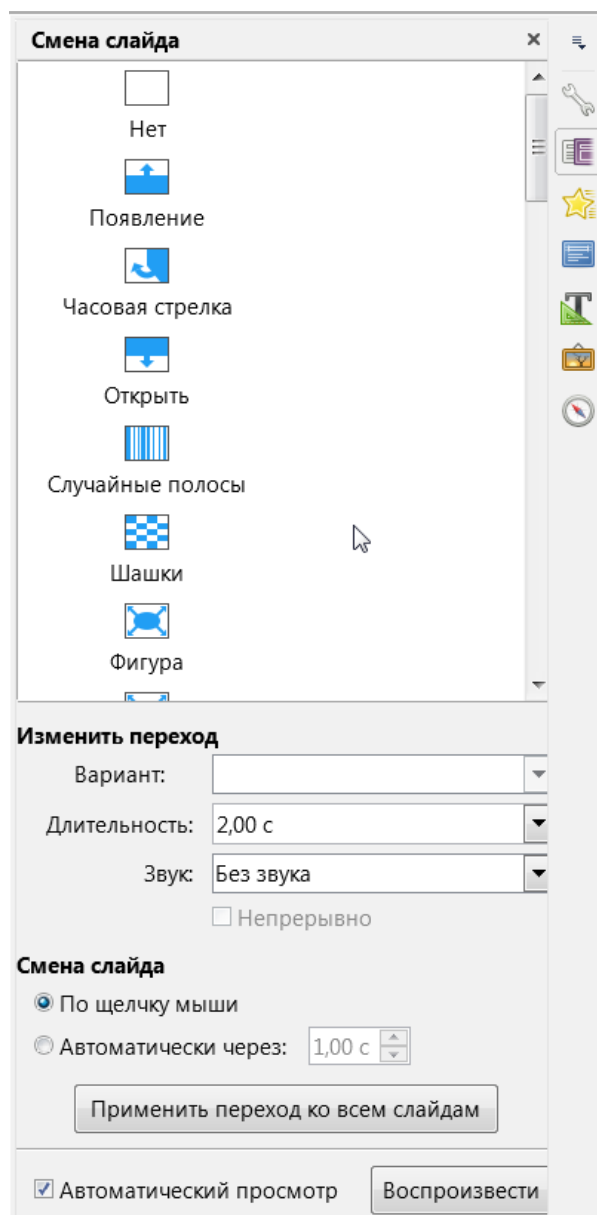 Смена слайда
Нет
Появление
Часовая стрелка
Открыть
Случайные полосы
Шашки
Фигура
Изменить переход
Вариант:
Длительность: 2,00 с
Звук: Без звука
Непрерывно
Смена слайда
По щелчку мыши
Автоматически через: 1,00 с
Применить переход ко всем слайдам
Автоматический просмотр Воспроизвести